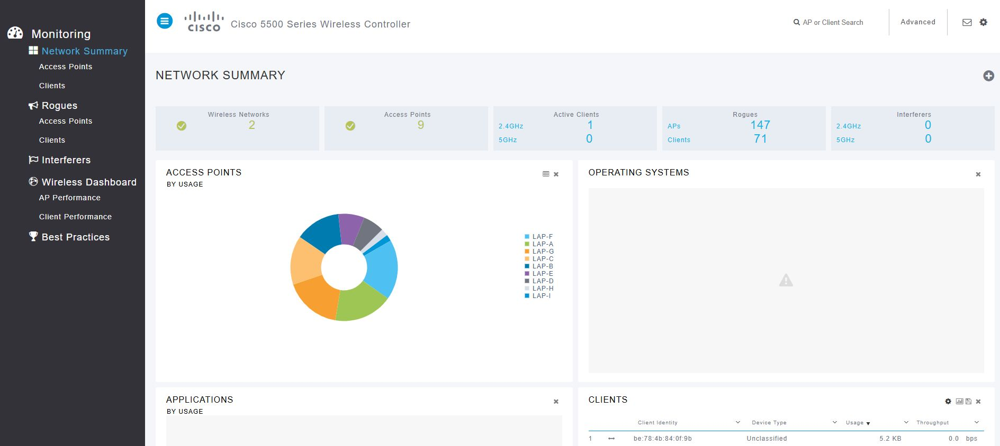 Monitoring
Network Summary
Access Points
Clients
Rogues
Access Points
Clients
Interferers
Wireless Dashboard
AP Performance
Client Performance
Best Practices
CISCO
Cisco 5500 Series Wireless Controller
AP or Client Search
Advanced
NETWORK SUMMARY
Wireless Networks
2
Access Points
9
Active Clients
2.4GHz 1
5GHz 0
Rogues
APs 147
Clients 71
Interferers
2.4GHz 0
5GHz 0
ACCESS POINTS
BY USAGE
LAP-F
LAP-A
LAP-G
LAP-C
LAP-B
LAP-E
LAP-D
LAP-H
LAP-I
OPERATING SYSTEMS
APPLICATIONS
BY USAGE
CLIENTS
Client Identity Device Type Usage Throughput
1 be:78:4b:84:0f:9b Unclassified 5.2 KB 0.0 bps